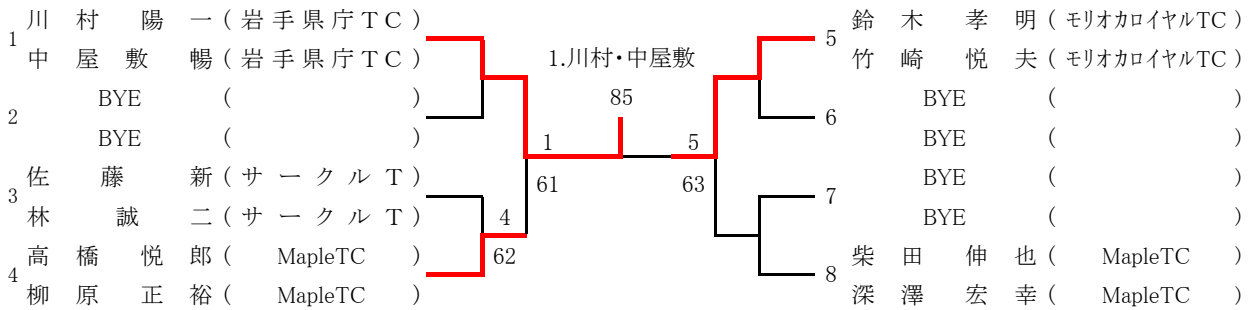 1 川村 陽一(岩手県庁TC)
中屋敷 暢(岩手県庁TC)
2 BYE ( )
BYE ( )
3 佐藤 新(サークルT)
林 誠二(サークルT)
4 高橋 悦郎( MapleTC )
柳原 正裕( MapleTC )
1.川村・中屋敷
85
1
61
4
62
5
63
5 鈴木 孝明(モリオカロイヤルTC)
竹崎 悦夫(モリオカロイヤルTC)
6 BYE ( )
BYE ( )
7 BYE ( )
BYE ( )
8 柴田 伸也( MapleTC )
深澤 宏幸( MapleTC )